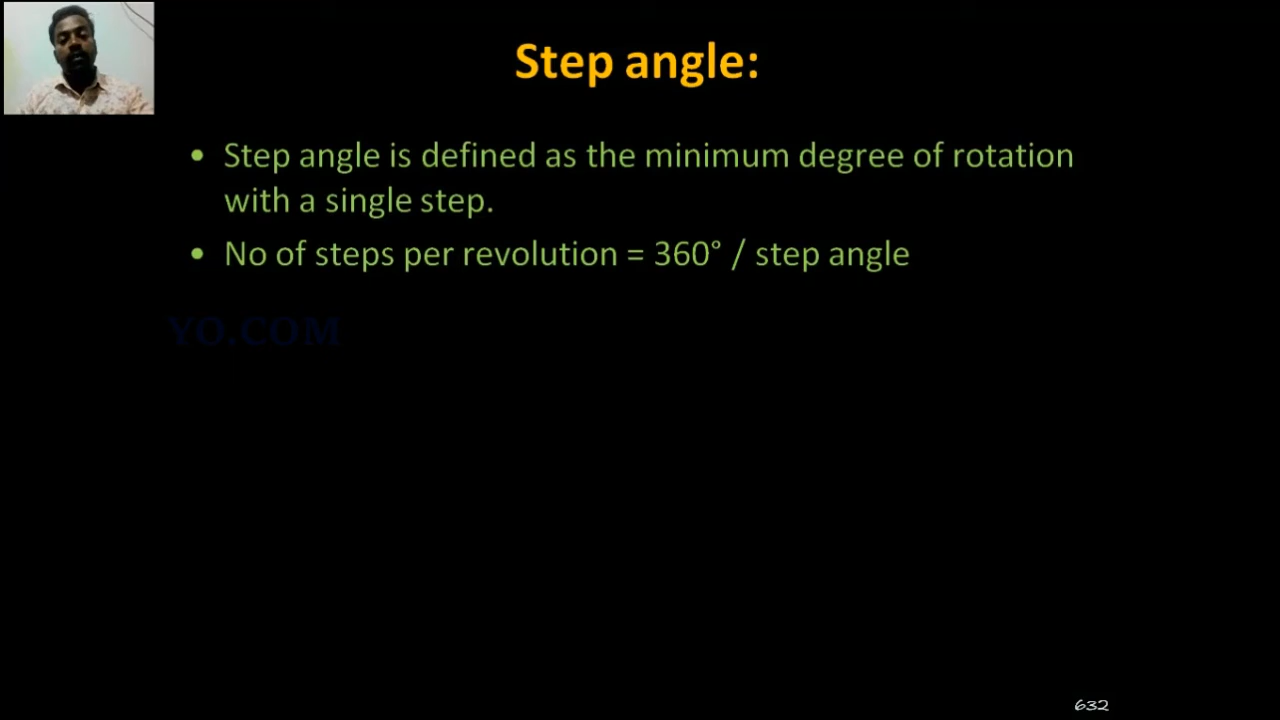 Step angle:
• Step angle is defined as the minimum degree of rotation
with a single step.
• No of steps per revolution = 360° / step angle
YO.COM
632